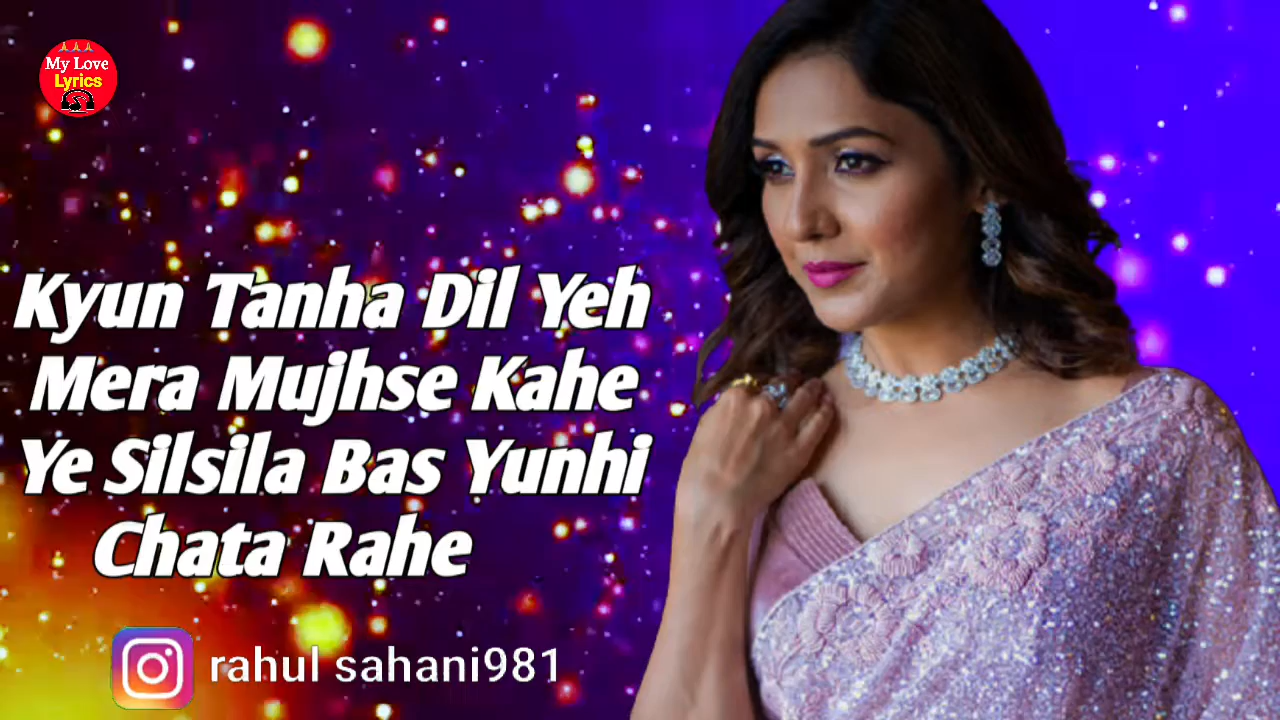 My Love
Lyrics
Kyun Tanha Dil Yeh
Mera Mujhse Kahe
Ye Silsila Bas Yunhi
Chata Rahe
rahul sahani981